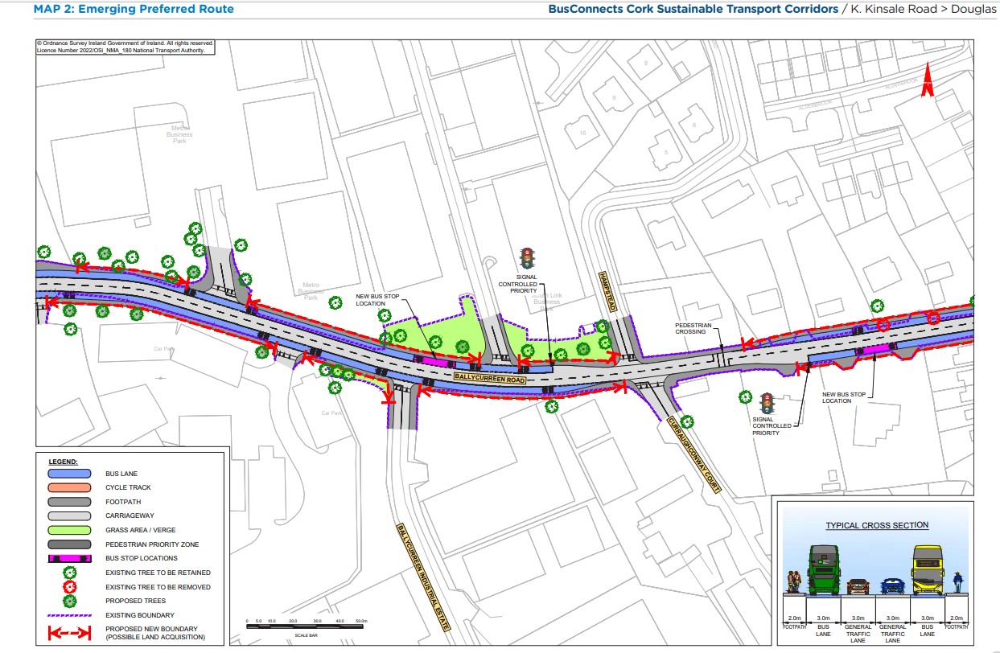 MAP 2: Emerging Preferred Route
BusConnects Cork Sustainable Transport Corridors / K. Kinsale Road > Douglas
© Ordnance Survey Ireland Government of Ireland. All rights reserved.
Licence Number 2022/OSi_NMA_180 National Transport Authority.
8
9
10
6
5
ALDERBROOK
ALDERBROOK
Metro
Business
Park
Metro
Business
Park
NEW BUS STOP
LOCATION
SIGNAL
CONTROLLED
PRIORITY
South Link
Business
Park
HAMPSTEAD
PEDESTRIAN
CROSSING
Car Park
BALLYCURREEN ROAD
Car Park
NEW BUS STOP
LOCATION
SIGNAL
CONTROLLED
PRIORITY
CURRAUGHCONWAY COURT
BALLYCURREEN INDUSTRIAL ESTATE
LEGEND:
BUS LANE
CYCLE TRACK
FOOTPATH
CARRIAGEWAY
GRASS AREA / VERGE
PEDESTRIAN PRIORITY ZONE
BUS STOP LOCATIONS
EXISTING TREE TO BE RETAINED
EXISTING TREE TO BE REMOVED
PROPOSED TREES
EXISTING BOUNDARY
PROPOSED NEW BOUNDARY
(POSSIBLE LAND ACQUISITION)
0 5.0 10.0 20.0 30.0 40.0 50.0m
SCALE BAR
TYPICAL CROSS SECTION
2.0m 3.0m 3.0m 3.0m 3.0m 2.0m
FOOTPATH BUS LANE GENERAL TRAFFIC LANE GENERAL TRAFFIC LANE BUS LANE FOOTPATH